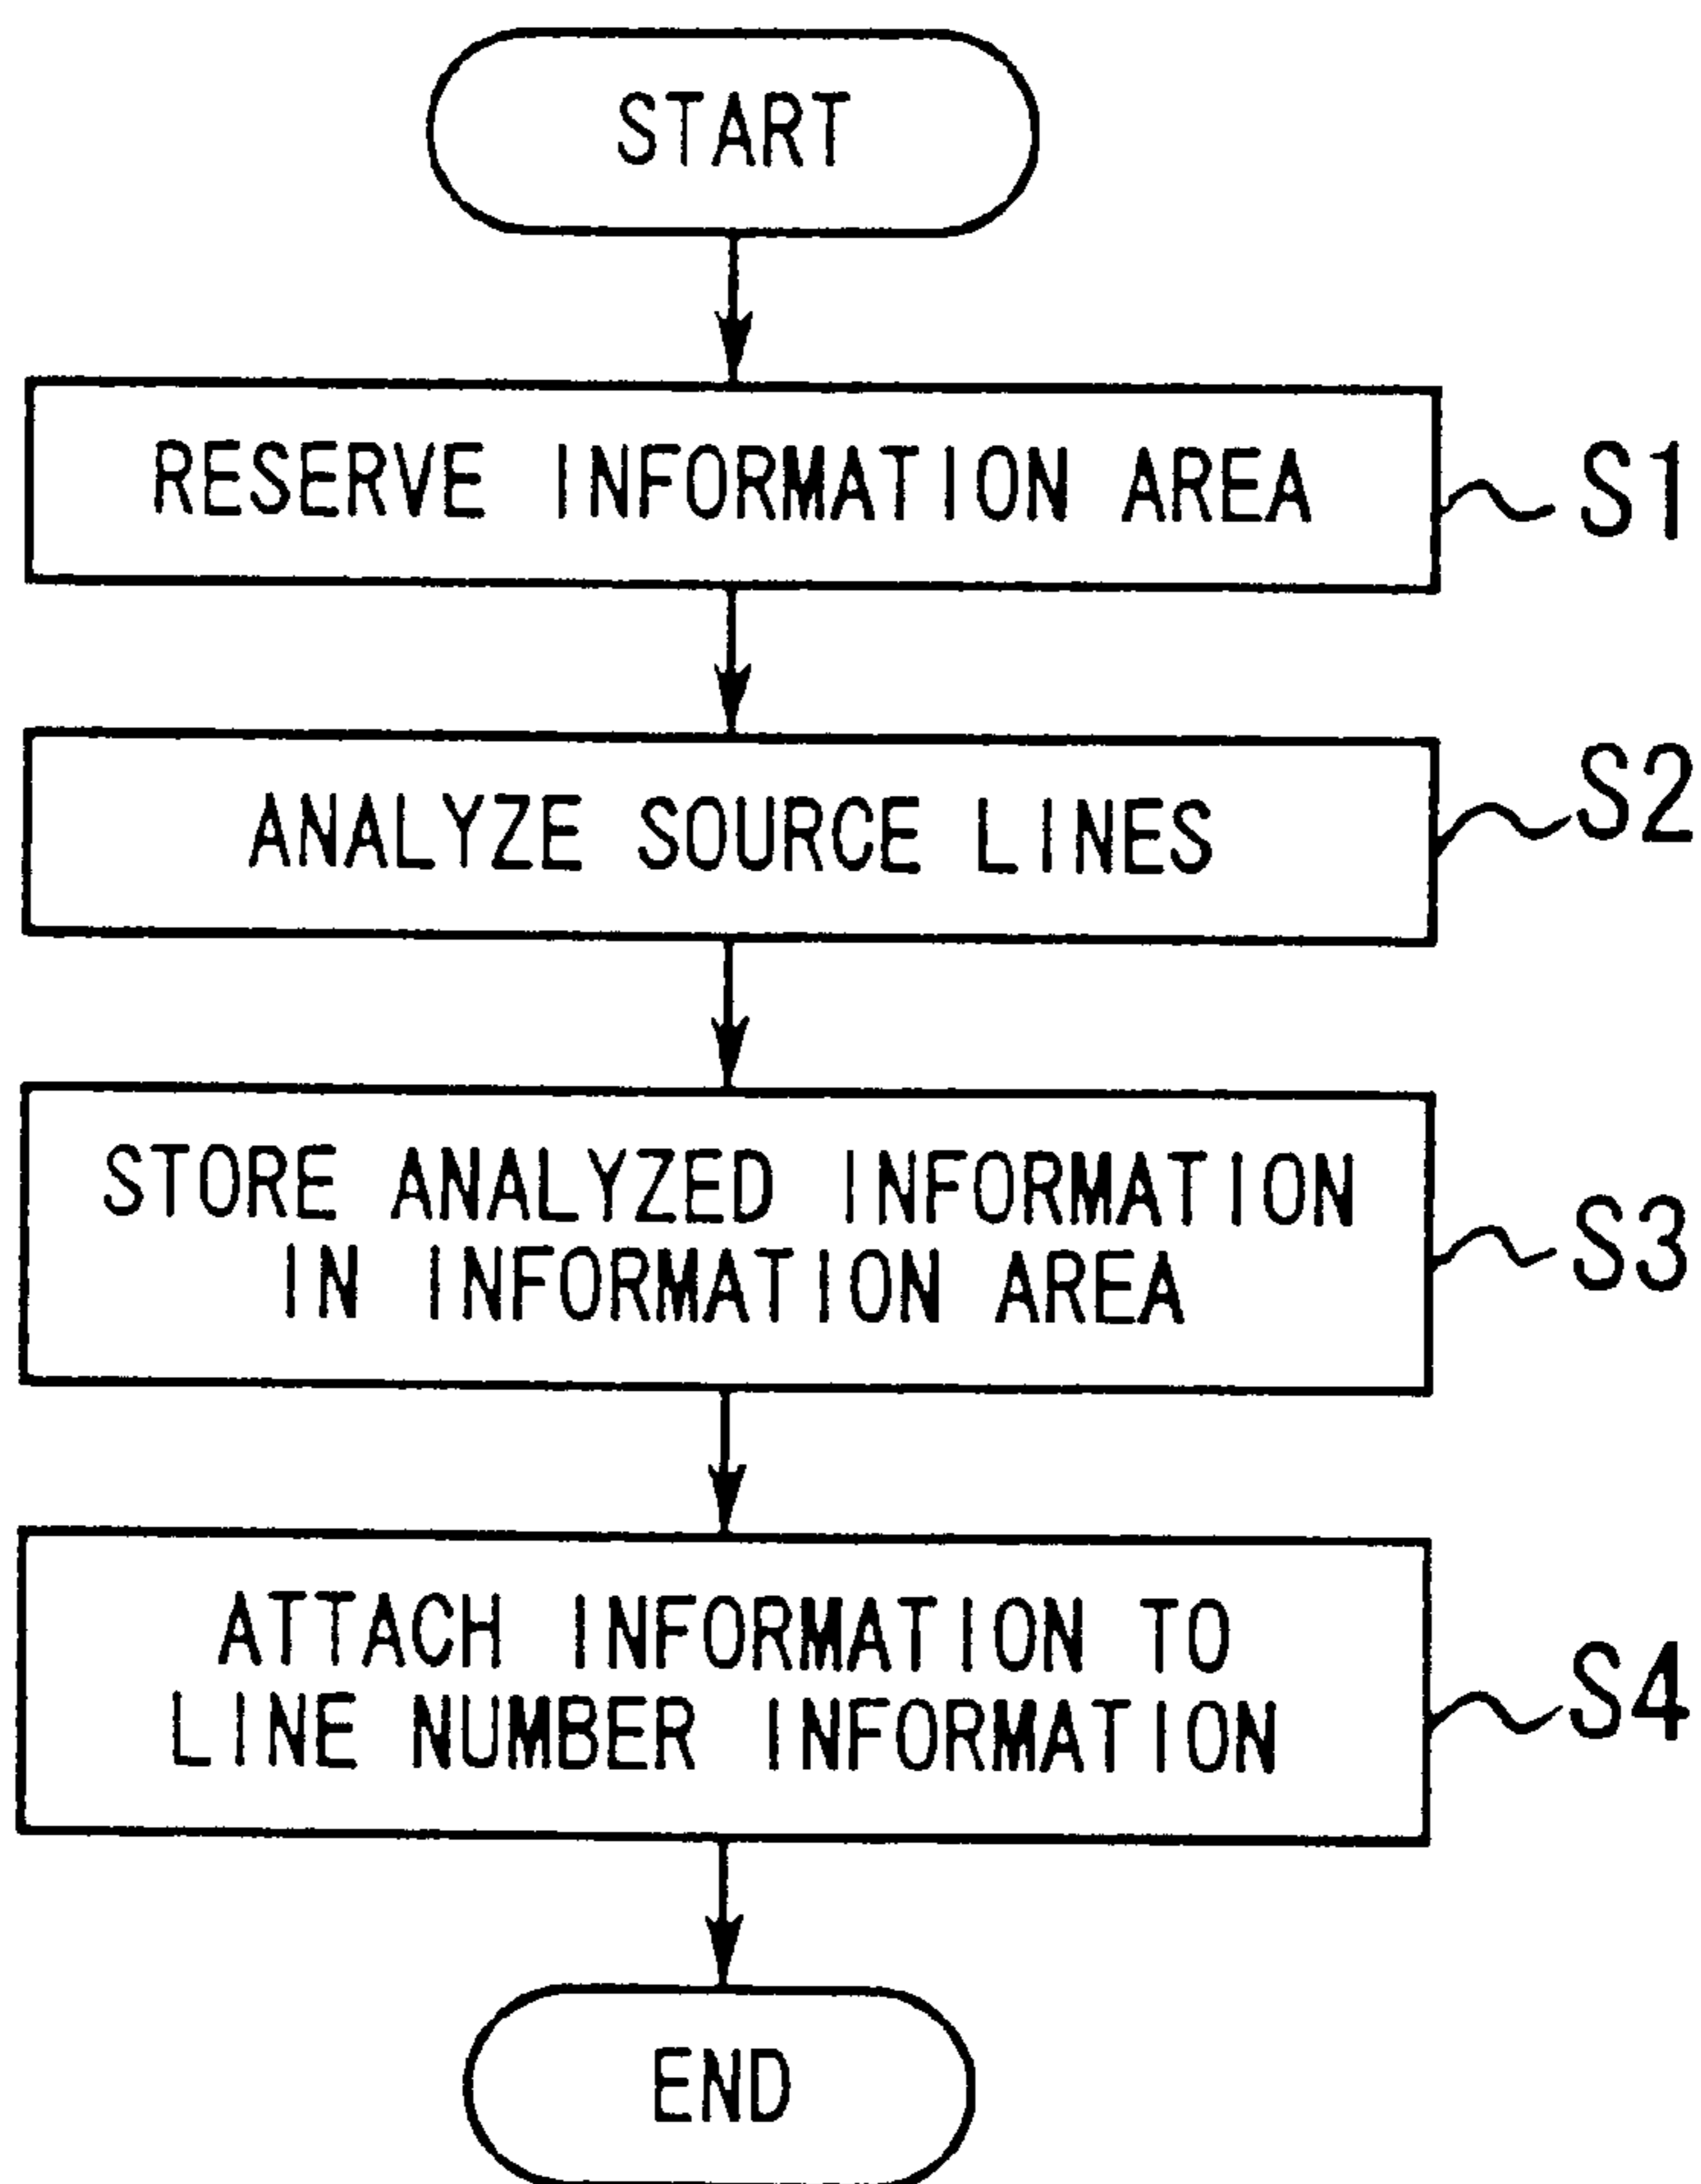 START
RESERVE INFORMATION AREA
S1
ANALYZE SOURCE LINES
S2
STORE ANALYZED INFORMATION
IN INFORMATION AREA
S3
ATTACH INFORMATION TO
LINE NUMBER INFORMATION
S4
END